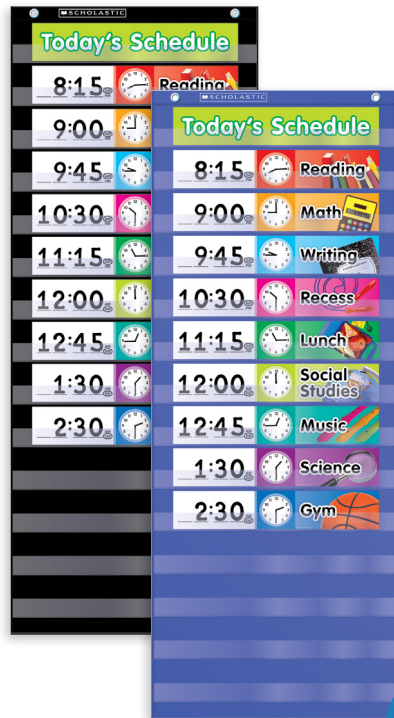 SCHOLASTIC
Today's Schedule
8:15 Reading
9:00
9:45
10:30
11:15
12:00
12:45
1:30
2:30
SCHOLASTIC
Today's Schedule
8:15 Reading
9:00 Math
9:45 Writing
10:30 Recess
11:15 Lunch
12:00 Social
Studies
12:45 Music
1:30 Science
2:30 Gym